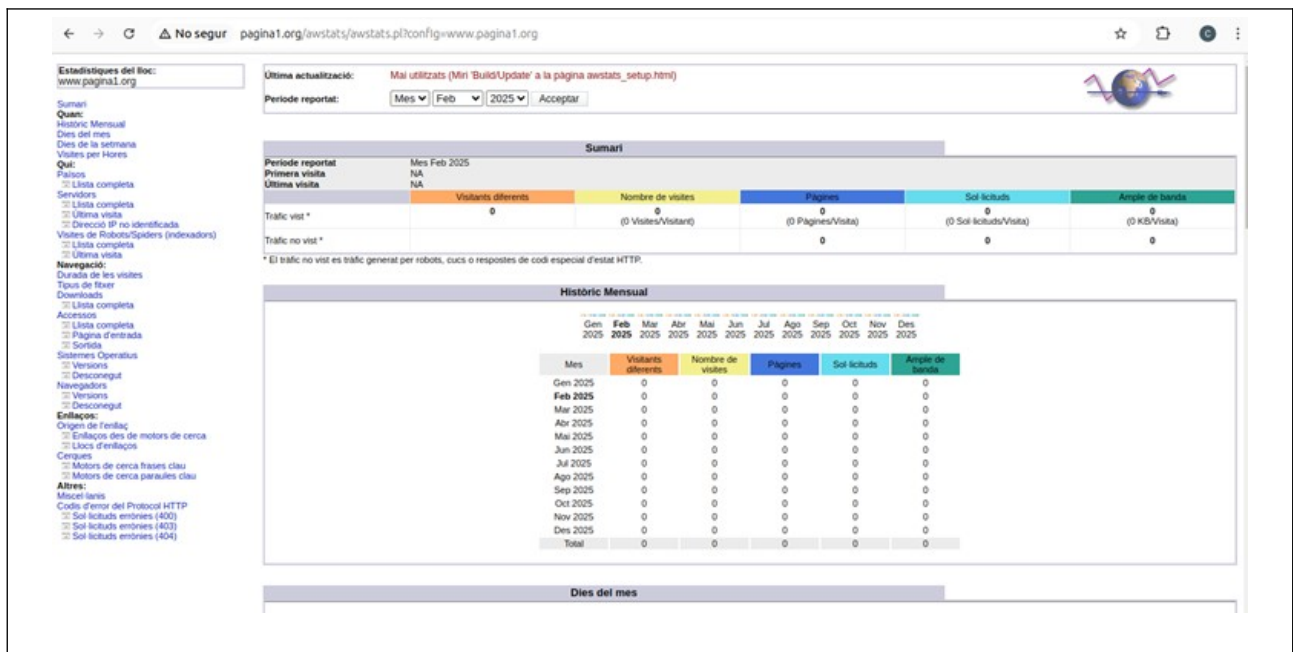 No segur pagina1.org/awstats/awstats.pl?config=www.pagina1.org
C
Estadístiques del lloc:
www.pagina1.org
Sumari
Quan:
Històric Mensual
Dies del mes
Dies de la setmana
Visites per Hores
Qui:
Països
Llista completa
Servidors
Llista completa
Última visita
Direcció IP no identificada
Visites de Robots/Spiders (indexadors)
Llista completa
Última visita
Navegació:
Durada de les visites
Tipus de fitxer
Downloads
Llista completa
Accessos
Llista completa
Pàgina d'entrada
Sortida
Sistemes Operatius
Versions
Desconegut
Navegadors
Versions
Desconegut
Enllaços:
Origen de l'enllaç
Enllaços des de motors de cerca
Llocs d'enllaços
Cerques
Motors de cerca frases clau
Motors de cerca paraules clau
Altres:
Miscel·lanis
Codis d'error del Protocol HTTP
Sol·licituds errònies (400)
Sol·licituds errònies (403)
Sol·licituds errònies (404)
Última actualització: Mai utilitzats (Miri 'Build/Update' a la pàgina awstats_setup.html)
Període reportat: Mes Feb 2025 Acceptar
Sumari
Període reportat Mes Feb 2025
Primera visita NA
Última visita NA
Visitants diferents Nombre de visites Pàgines Sol·licituds Ample de banda
Tràfic vist * 0 0 0 0 0
(0 Visites/Visitant) (0 Pàgines/Visita) (0 Sol·licituds/Visita) (0 KB/Visita)
Tràfic no vist * 0 0 0
* El tràfic no vist es tràfic generat per robots, cucs o respostes de codi especial d'estat HTTP.
Històric Mensual
Gen Feb Mar Abr Mai Jun Jul Ago Sep Oct Nov Des
2025 2025 2025 2025 2025 2025 2025 2025 2025 2025 2025 2025
Mes Visitants diferents Nombre de visites Pàgines Sol·licituds Ample de banda
Gen 2025 0 0 0 0 0
Feb 2025 0 0 0 0 0
Mar 2025 0 0 0 0 0
Abr 2025 0 0 0 0 0
Mai 2025 0 0 0 0 0
Jun 2025 0 0 0 0 0
Jul 2025 0 0 0 0 0
Ago 2025 0 0 0 0 0
Sep 2025 0 0 0 0 0
Oct 2025 0 0 0 0 0
Nov 2025 0 0 0 0 0
Des 2025 0 0 0 0 0
Total 0 0 0 0 0
Dies del mes